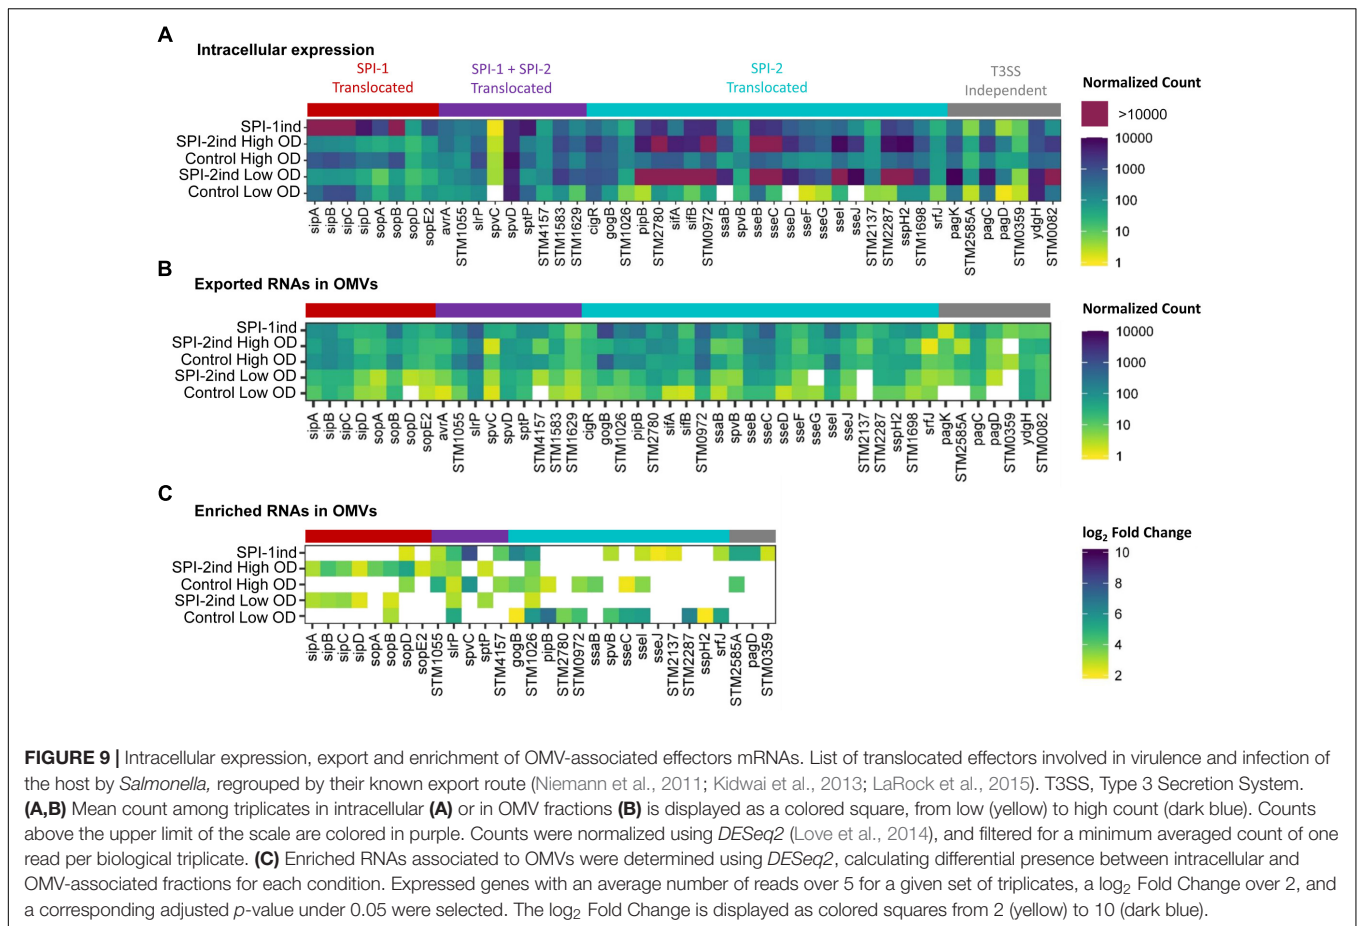 A
Intracellular expression
SPI-1
Translocated
SPI-1 + SPI-2
Translocated
SPI-2
Translocated
T3SS
Independent
Normalized Count
>10000
10000
1000
100
10
1
SPI-1ind
SPI-2ind High OD
Control High OD
SPI-2ind Low OD
Control Low OD
sipA sipB sipC sipD sopA sopB sopD sopE2 avrA STM1055 slrP spvC spvD sptP STM4157 STM1583 STM1629 cigR gogB STM1026 pipB STM2780 sifA sifB STM0972 ssaB spvB sseB sseC sseD sseF sseG sseI sseJ STM2137 STM2287 sspH2 STM1698 srfJ pagK STM2585A pagC pagD STM0359 ydgH STM0082
B
Exported RNAs in OMVs
Normalized Count
10000
1000
100
10
1
SPI-1ind
SPI-2ind High OD
Control High OD
SPI-2ind Low OD
Control Low OD
sipA sipB sipC sipD sopA sopB sopD sopE2 avrA STM1055 slrP spvC spvD sptP STM4157 STM1583 STM1629 cigR gogB STM1026 pipB STM2780 sifA sifB STM0972 ssaB spvB sseB sseC sseD sseF sseG sseI sseJ STM2137 STM2287 sspH2 STM1698 srfJ pagK STM2585A pagC pagD STM0359 ydgH STM0082
C
Enriched RNAs in OMVs
log2 Fold Change
10
8
6
4
2
SPI-1ind
SPI-2ind High OD
Control High OD
SPI-2ind Low OD
Control Low OD
sipA sipB sipC sipD sopA sopB sopD sopE2 STM1055 slrP spvC sptP STM4157 gogB STM1026 pipB STM2780 STM0972 ssaB spvB sseC sseI sseJ STM2137 STM2287 sspH2 srfJ STM2585A pagD STM0359
FIGURE 9 | Intracellular expression, export and enrichment of OMV-associated effectors mRNAs. List of translocated effectors involved in virulence and infection of
the host by Salmonella, regrouped by their known export route (Niemann et al., 2011; Kidwai et al., 2013; LaRock et al., 2015). T3SS, Type 3 Secretion System.
(A,B) Mean count among triplicates in intracellular (A) or in OMV fractions (B) is displayed as a colored square, from low (yellow) to high count (dark blue). Counts
above the upper limit of the scale are colored in purple. Counts were normalized using DESeq2 (Love et al., 2014), and filtered for a minimum averaged count of one
read per biological triplicate. (C) Enriched RNAs associated to OMVs were determined using DESeq2, calculating differential presence between intracellular and
OMV-associated fractions for each condition. Expressed genes with an average number of reads over 5 for a given set of triplicates, a log2 Fold Change over 2, and
a corresponding adjusted p-value under 0.05 were selected. The log2 Fold Change is displayed as colored squares from 2 (yellow) to 10 (dark blue).